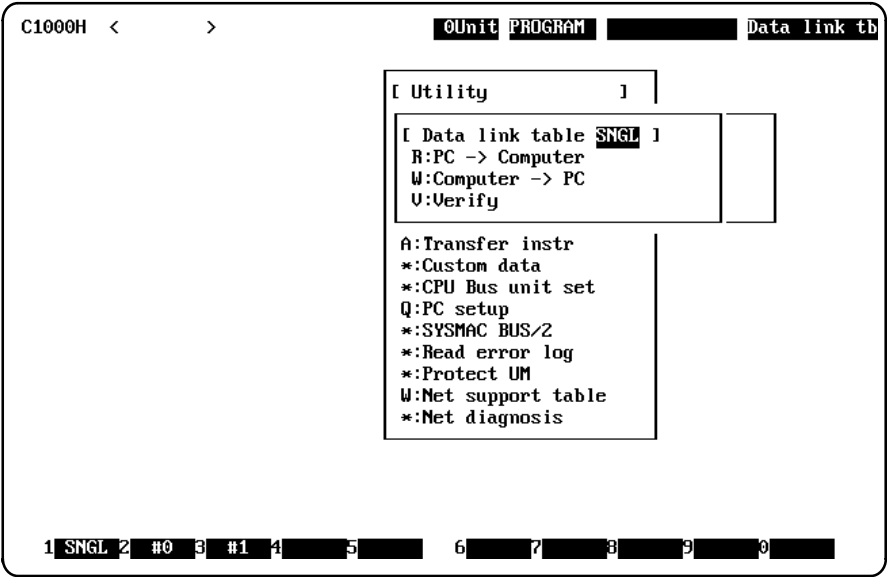 C1000H < > 0Unit PROGRAM Data link tb
[ Utility ]
[ Data link table SNGL ]
R:PC -> Computer
W:Computer -> PC
V:Verify
A:Transfer instr
*:Custom data
*:CPU Bus unit set
Q:PC setup
*:SYSMAC BUS/2
*:Read error log
*:Protect UM
W:Net support table
*:Net diagnosis
1 SNGL 2 #0 3 #1 4 5 6 7 8 9 0